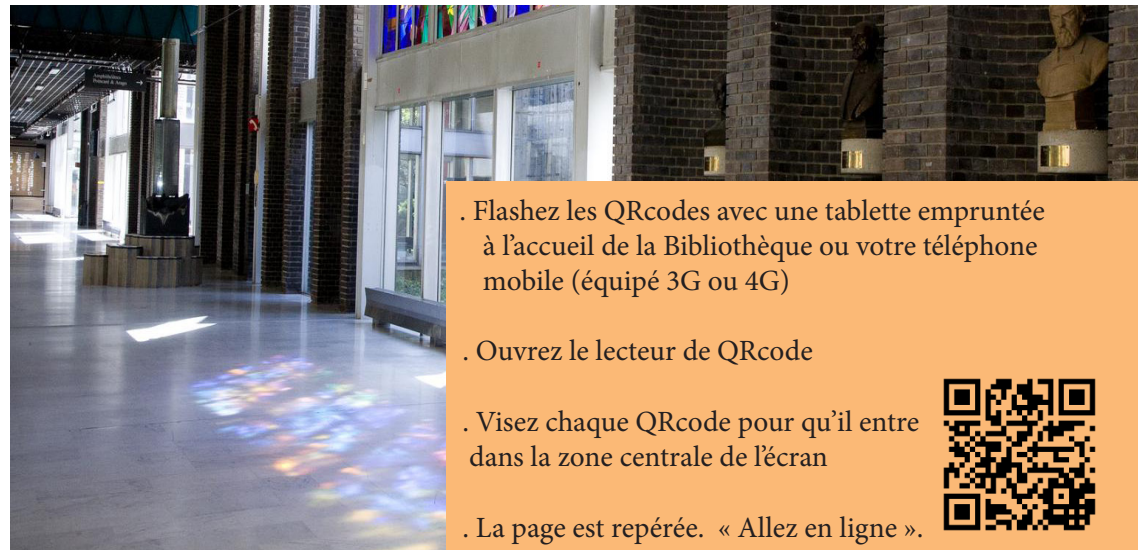 Amphithéâtres
. Flashez les QRcodes avec une tablette empruntée
à l’accueil de la Bibliothèque ou votre téléphone
mobile (équipé 3G ou 4G)
. Ouvrez le lecteur de QRcode
. Visez chaque QRcode pour qu’il entre
dans la zone centrale de l’écran
. La page est repérée. « Allez en ligne ».